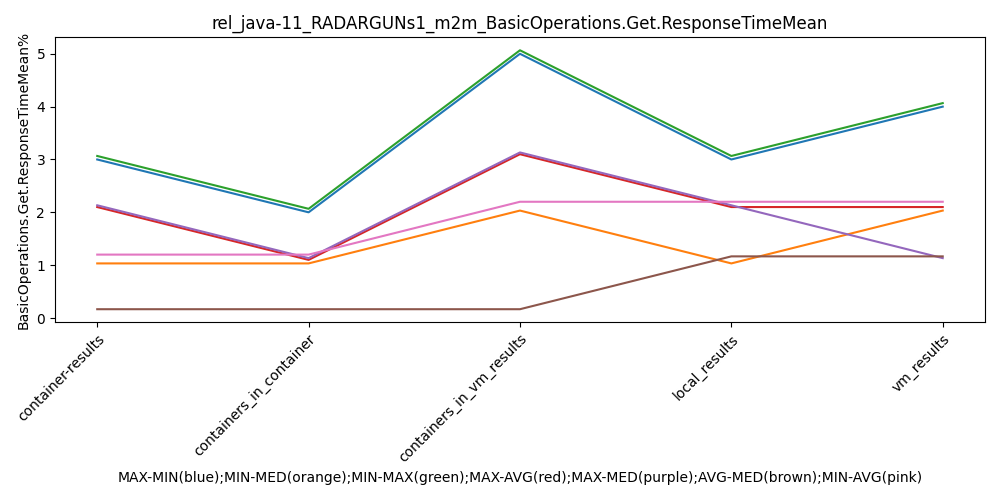 rel_java-11_RADARGUNs1_m2m_BasicOperations.Get.ResponseTimeMean
BasicOperations.Get.ResponseTimeMean%
5
4
3
2
1
0
container-results
containers_in_container
containers_in_vm_results
local_results
vm_results
MAX-MIN(blue);MIN-MED(orange);MIN-MAX(green);MAX-AVG(red);MAX-MED(purple);AVG-MED(brown);MIN-AVG(pink)